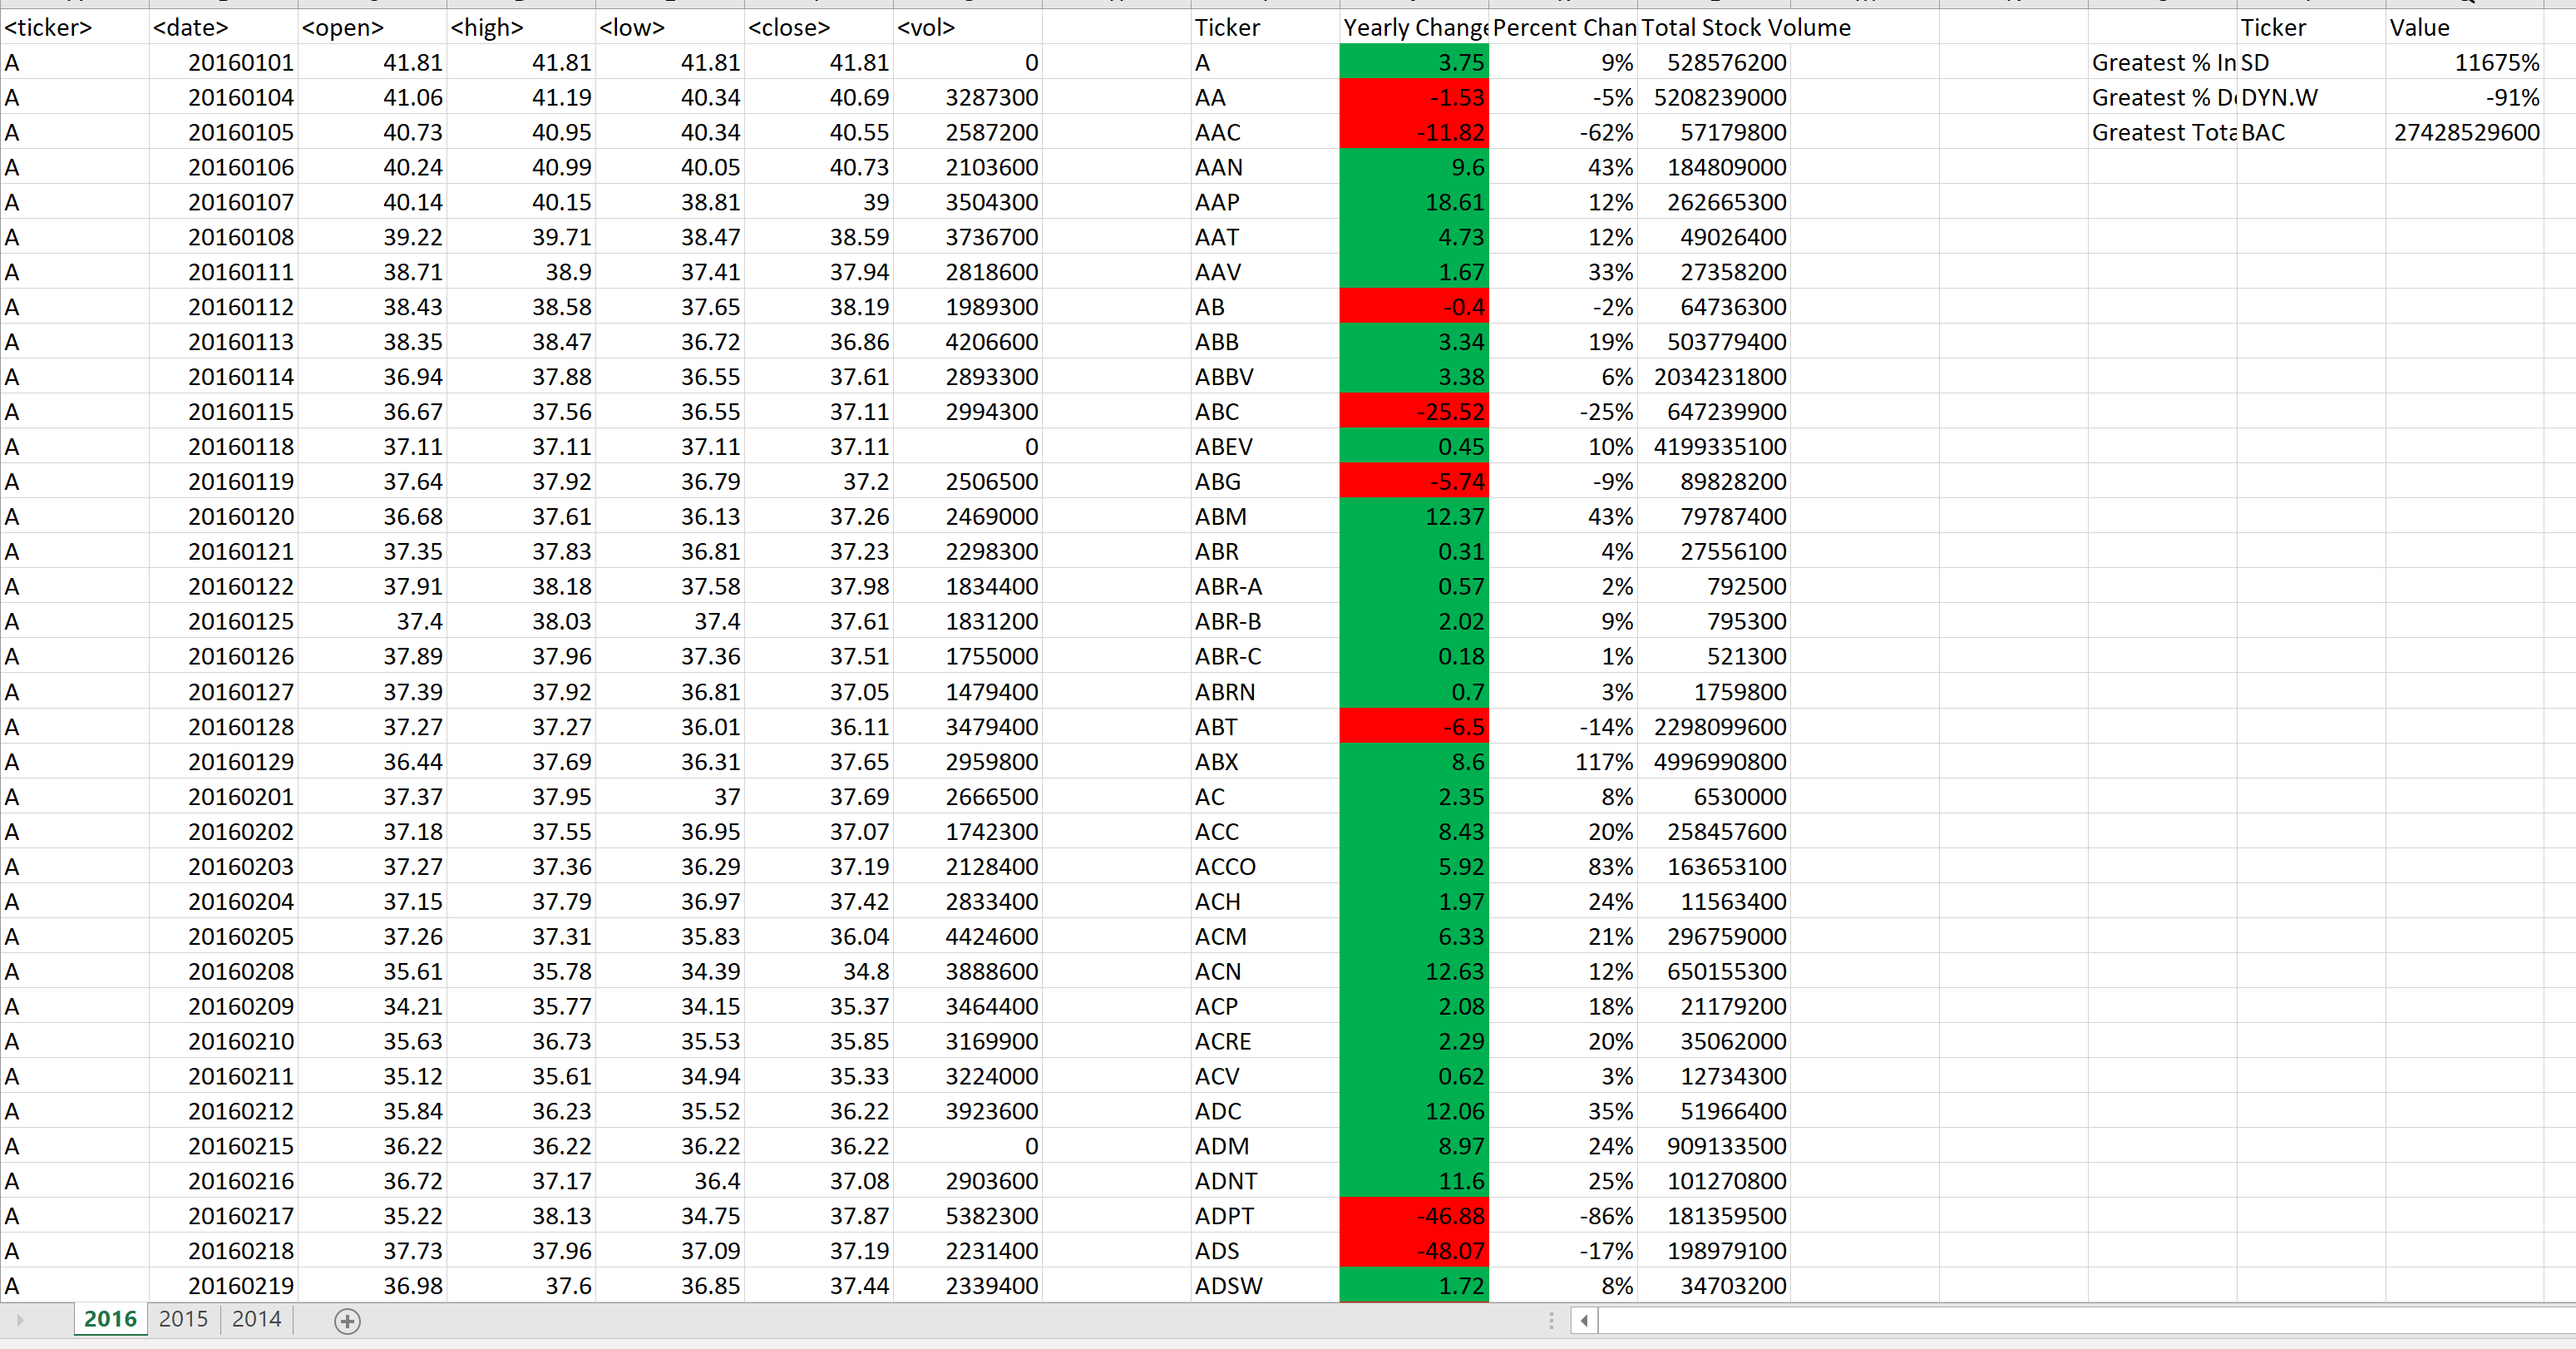 <ticker> <date> <open> <high> <low> <close> <vol> Ticker Yearly Change Percent Chan Total Stock Volume Ticker Value
A 20160101 41.81 41.81 41.81 41.81 0 A 3.75 9% 528576200 Greatest % In SD 11675%
A 20160104 41.06 41.19 40.34 40.69 3287300 AA -1.53 -5% 5208239000 Greatest % De DYN.W -91%
A 20160105 40.73 40.95 40.34 40.55 2587200 AAC -11.82 -62% 57179800 Greatest Tota BAC 27428529600
A 20160106 40.24 40.99 40.05 40.73 2103600 AAN 9.6 43% 184809000
A 20160107 40.14 40.15 38.81 39 3504300 AAP 18.61 12% 262665300
A 20160108 39.22 39.71 38.47 38.59 3736700 AAT 4.73 12% 49026400
A 20160111 38.71 38.9 37.41 37.94 2818600 AAV 1.67 33% 27358200
A 20160112 38.43 38.58 37.65 38.19 1989300 AB -0.4 -2% 64736300
A 20160113 38.35 38.47 36.72 36.86 4206600 ABB 3.34 19% 503779400
A 20160114 36.94 37.88 36.55 37.61 2893300 ABBV 3.38 6% 2034231800
A 20160115 36.67 37.56 36.55 37.11 2994300 ABC -25.52 -25% 647239900
A 20160118 37.11 37.11 37.11 37.11 0 ABEV 0.45 10% 4199335100
A 20160119 37.64 37.92 36.79 37.2 2506500 ABG -5.74 -9% 89828200
A 20160120 36.68 37.61 36.13 37.26 2469000 ABM 12.37 43% 79787400
A 20160121 37.35 37.83 36.81 37.23 2298300 ABR 0.31 4% 27556100
A 20160122 37.91 38.18 37.58 37.98 1834400 ABR-A 0.57 2% 792500
A 20160125 37.4 38.03 37.4 37.61 1831200 ABR-B 2.02 9% 795300
A 20160126 37.89 37.96 37.36 37.51 1755000 ABR-C 0.18 1% 521300
A 20160127 37.39 37.92 36.81 37.05 1479400 ABRN 0.7 3% 1759800
A 20160128 37.27 37.27 36.01 36.11 3479400 ABT -6.5 -14% 2298099600
A 20160129 36.44 37.69 36.31 37.65 2959800 ABX 8.6 117% 4996990800
A 20160201 37.37 37.95 37 37.69 2666500 AC 2.35 8% 6530000
A 20160202 37.18 37.55 36.95 37.07 1742300 ACC 8.43 20% 258457600
A 20160203 37.27 37.36 36.29 37.19 2128400 ACCO 5.92 83% 163653100
A 20160204 37.15 37.79 36.97 37.42 2833400 ACH 1.97 24% 11563400
A 20160205 37.26 37.31 35.83 36.04 4424600 ACM 6.33 21% 296759000
A 20160208 35.61 35.78 34.39 34.8 3888600 ACN 12.63 12% 650155300
A 20160209 34.21 35.77 34.15 35.37 3464400 ACP 2.08 18% 21179200
A 20160210 35.63 36.73 35.53 35.85 3169900 ACRE 2.29 20% 35062000
A 20160211 35.12 35.61 34.94 35.33 3224000 ACV 0.62 3% 12734300
A 20160212 35.84 36.23 35.52 36.22 3923600 ADC 12.06 35% 51966400
A 20160215 36.22 36.22 36.22 36.22 0 ADM 8.97 24% 909133500
A 20160216 36.72 37.17 36.4 37.08 2903600 ADNT 11.6 25% 101270800
A 20160217 35.22 38.13 34.75 37.87 5382300 ADPT -46.88 -86% 181359500
A 20160218 37.73 37.96 37.09 37.19 2231400 ADS -48.07 -17% 198979100
A 20160219 36.98 37.6 36.85 37.44 2339400 ADSW 1.72 8% 34703200
2016 2015 2014